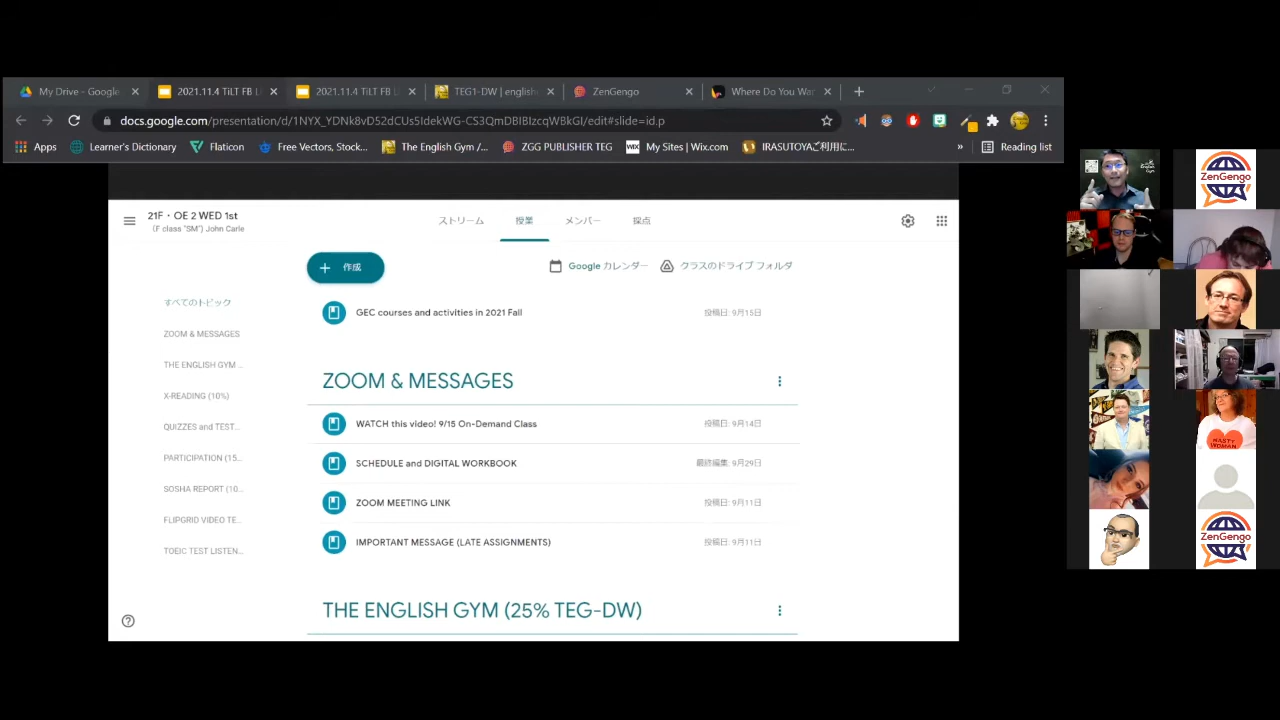 My Drive - Google
2021.11.4 TiLT FB L
2021.11.4 TiLT FB L
TEG1-DW | english
ZenGengo
Where Do You War
docs.google.com/presentation/d/1NYX_YDNk8vD52dCUs5IdekWG-CS3QmDBIBIzcqWBkGI/edit#slide=id.p
Apps
Learner's Dictionary
Flaticon
Free Vectors, Stock...
The English Gym /...
ZGG PUBLISHER TEG
WiX
My Sites | Wix.com
IRASUTOYAご利用に...
»
Reading list
21F・OE 2 WED 1st
(F class "SM") John Carle
ストリーム
授業
メンバー
採点
作成
Google カレンダー
クラスのドライブ フォルダ
すべてのトピック
ZOOM & MESSAGES
THE ENGLISH GYM ...
X-READING (10%)
QUIZZES and TEST...
PARTICIPATION (15...
SOSHA REPORT (10...
FLIPGRID VIDEO TE...
TOEIC TEST LISTEN...
GEC courses and activities in 2021 Fall
投稿日: 9月15日
ZOOM & MESSAGES
WATCH this video! 9/15 On-Demand Class
投稿日: 9月14日
SCHEDULE and DIGITAL WORKBOOK
最終編集: 9月29日
ZOOM MEETING LINK
投稿日: 9月11日
IMPORTANT MESSAGE (LATE ASSIGNMENTS)
投稿日: 9月11日
THE ENGLISH GYM (25% TEG-DW)
ZenGengo
NASTY
WOMAN
ZenGengo